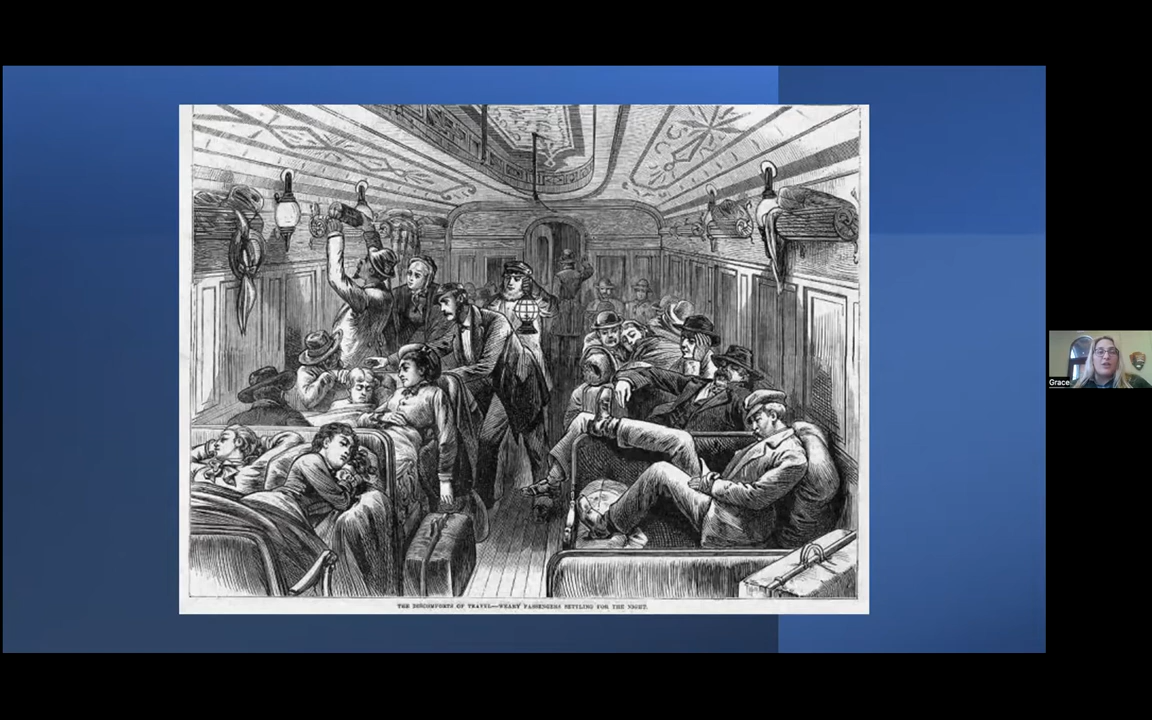 THE DISCOMFORTS OF TRAVEL—WEARY PASSENGERS SETTLING FOR THE NIGHT.
Grace